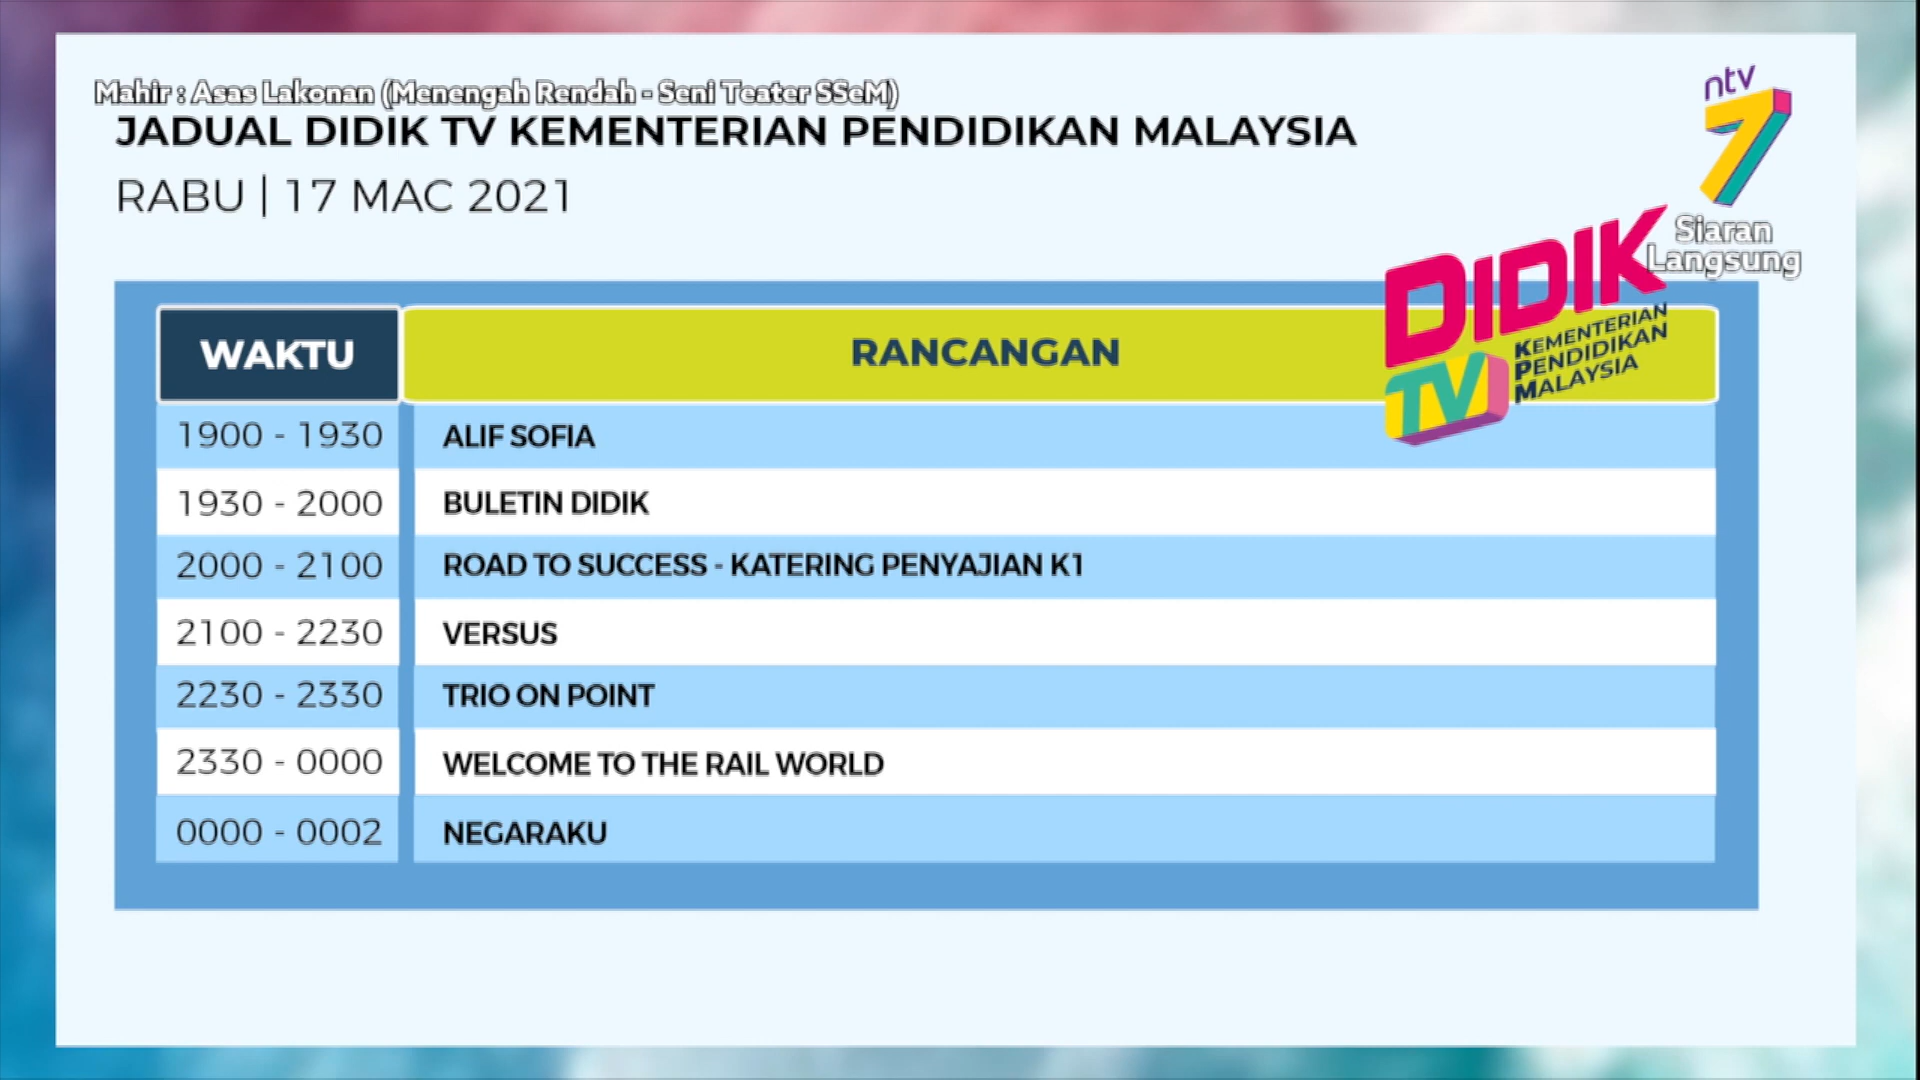 Mahir : Asas Lakonan (Menengah Rendah - Seni Teater SSeM)
JADUAL DIDIK TV KEMENTERIAN PENDIDIKAN MALAYSIA
RABU | 17 MAC 2021
ntv
7
Siaran
Langsung
DIDIK
TV
KEMENTERIAN
PENDIDIKAN
MALAYSIA
WAKTU RANCANGAN
1900 - 1930 ALIF SOFIA
1930 - 2000 BULETIN DIDIK
2000 - 2100 ROAD TO SUCCESS - KATERING PENYAJIAN K1
2100 - 2230 VERSUS
2230 - 2330 TRIO ON POINT
2330 - 0000 WELCOME TO THE RAIL WORLD
0000 - 0002 NEGARAKU